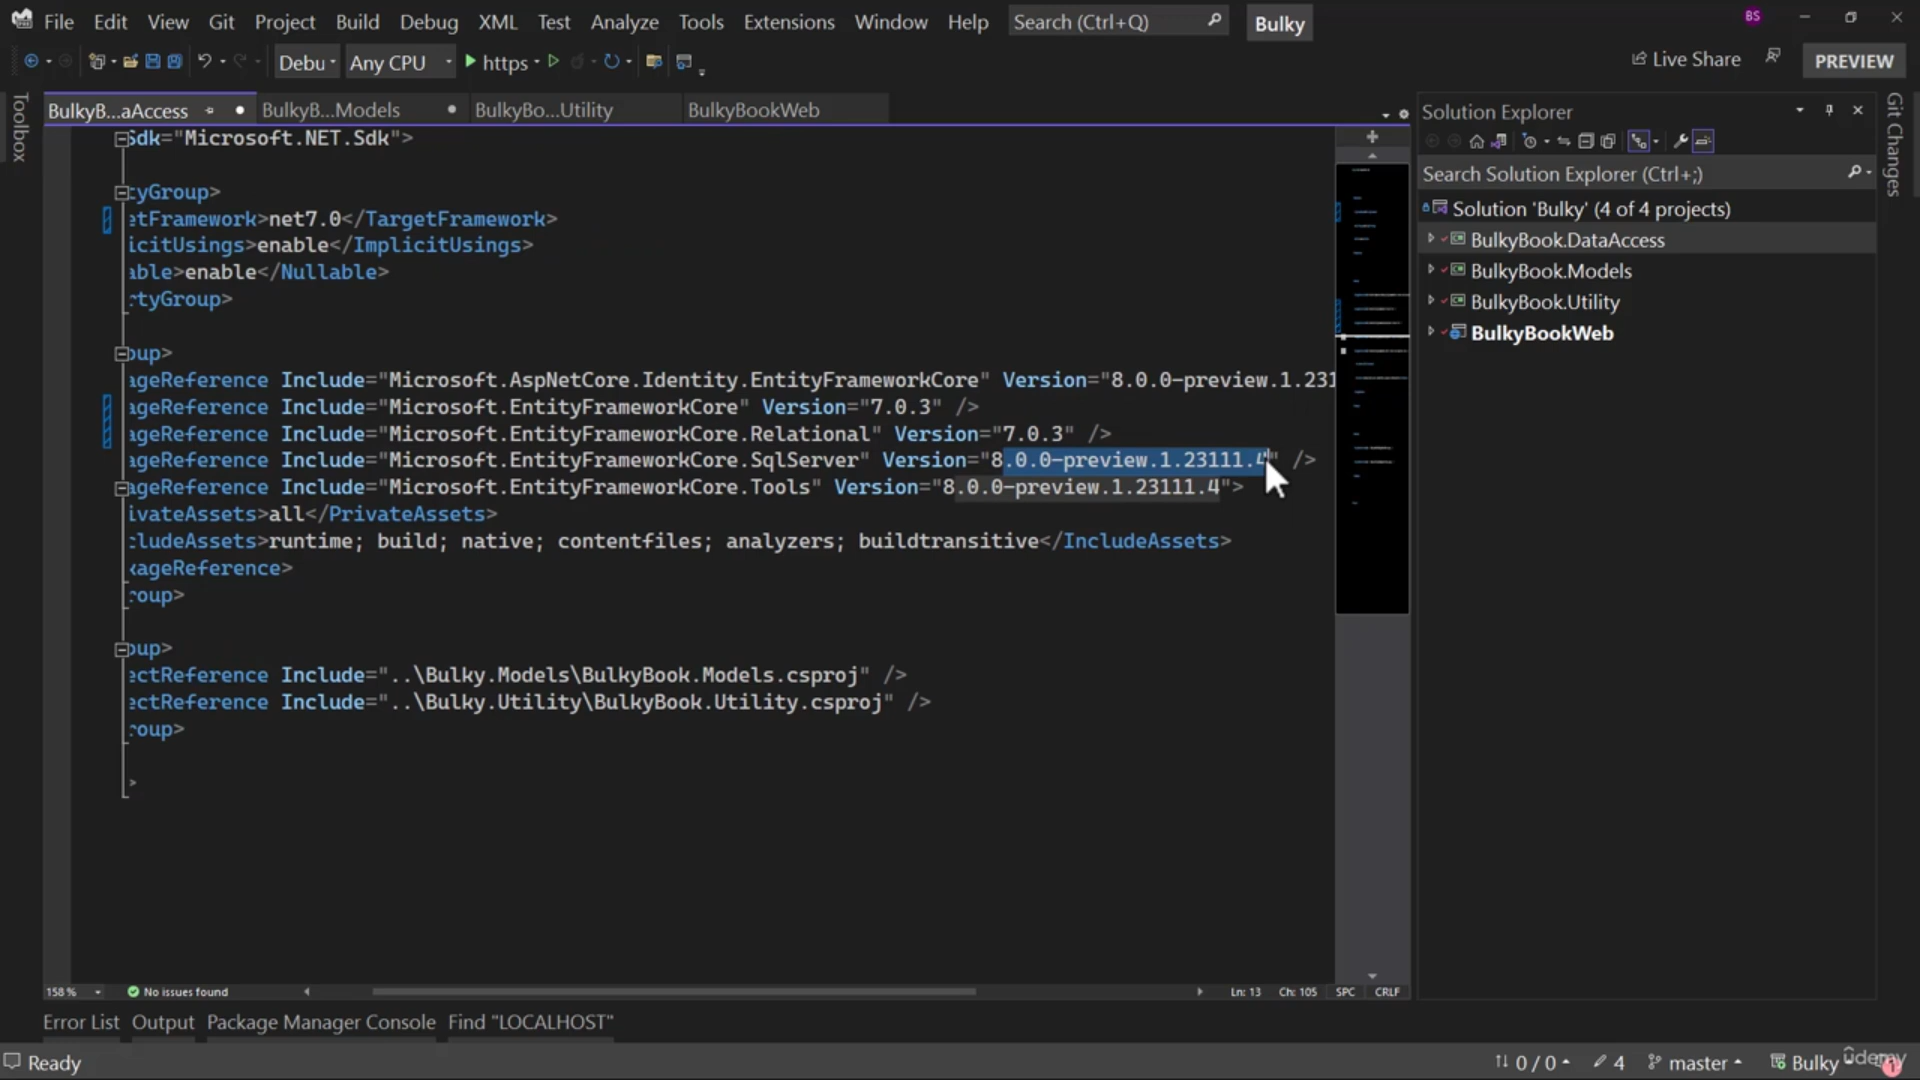 File Edit View Git Project Build Debug XML Test Analyze Tools Extensions Window Help Search (Ctrl+Q) Bulky BS
Debu Any CPU https Live Share PREVIEW
Toolbox
BulkyB...aAccess BulkyB...Models BulkyBo...Utility BulkyBookWeb
Sdk="Microsoft.NET.Sdk">
tyGroup>
etFramework>net7.0</TargetFramework>
icitUsings>enable</ImplicitUsings>
able>enable</Nullable>
rtyGroup>
oup>
ageReference Include="Microsoft.AspNetCore.Identity.EntityFrameworkCore" Version="8.0.0-preview.1.231
ageReference Include="Microsoft.EntityFrameworkCore" Version="7.0.3" />
ageReference Include="Microsoft.EntityFrameworkCore.Relational" Version="7.0.3" />
ageReference Include="Microsoft.EntityFrameworkCore.SqlServer" Version="8.0.0-preview.1.23111.4" />
ageReference Include="Microsoft.EntityFrameworkCore.Tools" Version="8.0.0-preview.1.23111.4">
ivateAssets>all</PrivateAssets>
cludeAssets>runtime; build; native; contentfiles; analyzers; buildtransitive</IncludeAssets>
kageReference>
roup>
oup>
ectReference Include="..\Bulky.Models\BulkyBook.Models.csproj" />
ectReference Include="..\Bulky.Utility\BulkyBook.Utility.csproj" />
roup>
>
158 % No issues found Ln: 13 Ch: 105 SPC CRLF
Solution Explorer
Search Solution Explorer (Ctrl+;)
Solution 'Bulky' (4 of 4 projects)
BulkyBook.DataAccess
BulkyBook.Models
BulkyBook.Utility
BulkyBookWeb
Git Changes
Error List Output Package Manager Console Find "LOCALHOST"
Ready 0 / 0 4 master Bulky 1
ûdemy